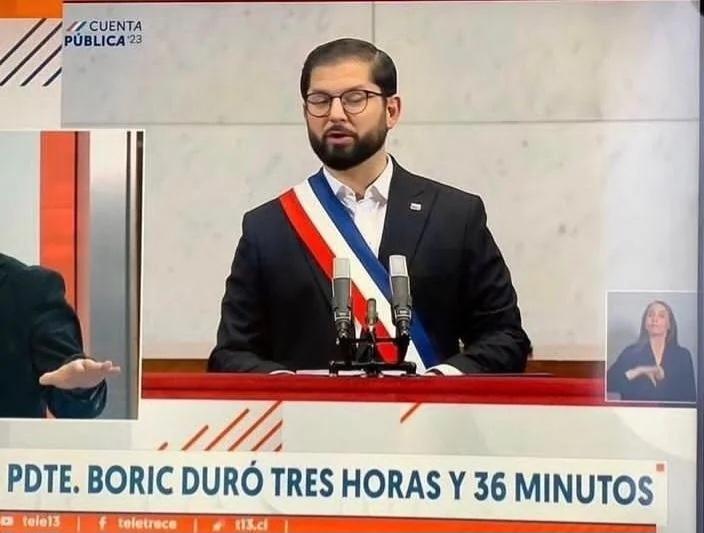 CUENTA
PÚBLICA'23
PDTE. BORIC DURÓ TRES HORAS Y 36 MINUTOS
tele13 | teletrece | t13.cl |